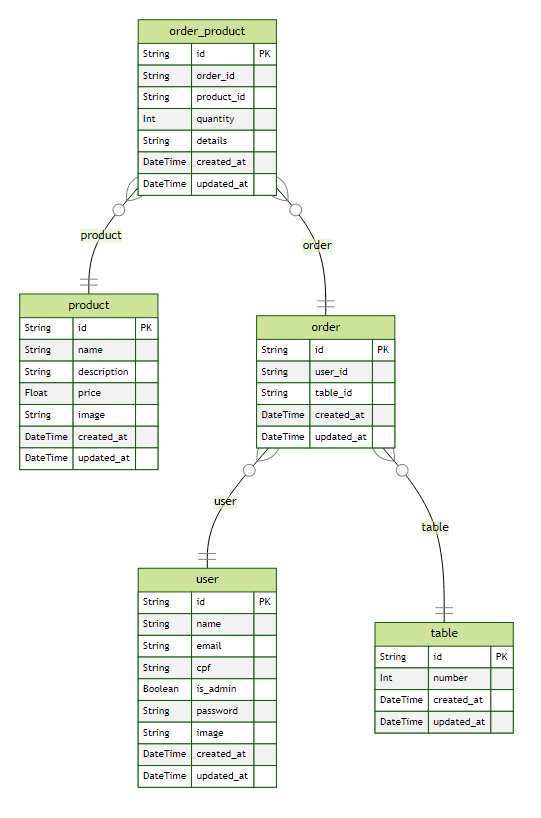 order_product
String id PK
String order_id
String product_id
Int quantity
String details
DateTime created_at
DateTime updated_at
product
order
product
String id PK
String name
String description
Float price
String image
DateTime created_at
DateTime updated_at
order
String id PK
String user_id
String table_id
DateTime created_at
DateTime updated_at
user
table
user
String id PK
String name
String email
String cpf
Boolean is_admin
String password
String image
DateTime created_at
DateTime updated_at
table
String id PK
Int number
DateTime created_at
DateTime updated_at